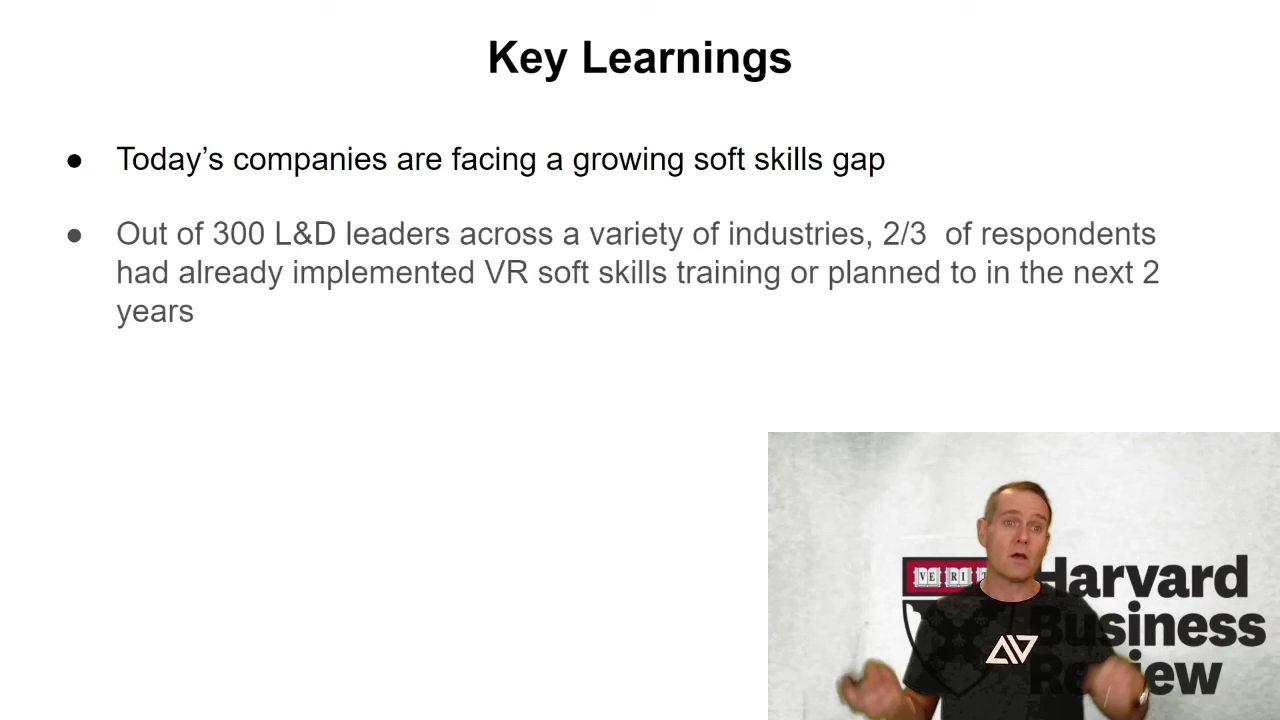 Key Learnings
● Today’s companies are facing a growing soft skills gap
● Out of 300 L&D leaders across a variety of industries, 2/3  of respondents
had already implemented VR soft skills training or planned to in the next 2
years
VE RI
Harvard
Business
Review